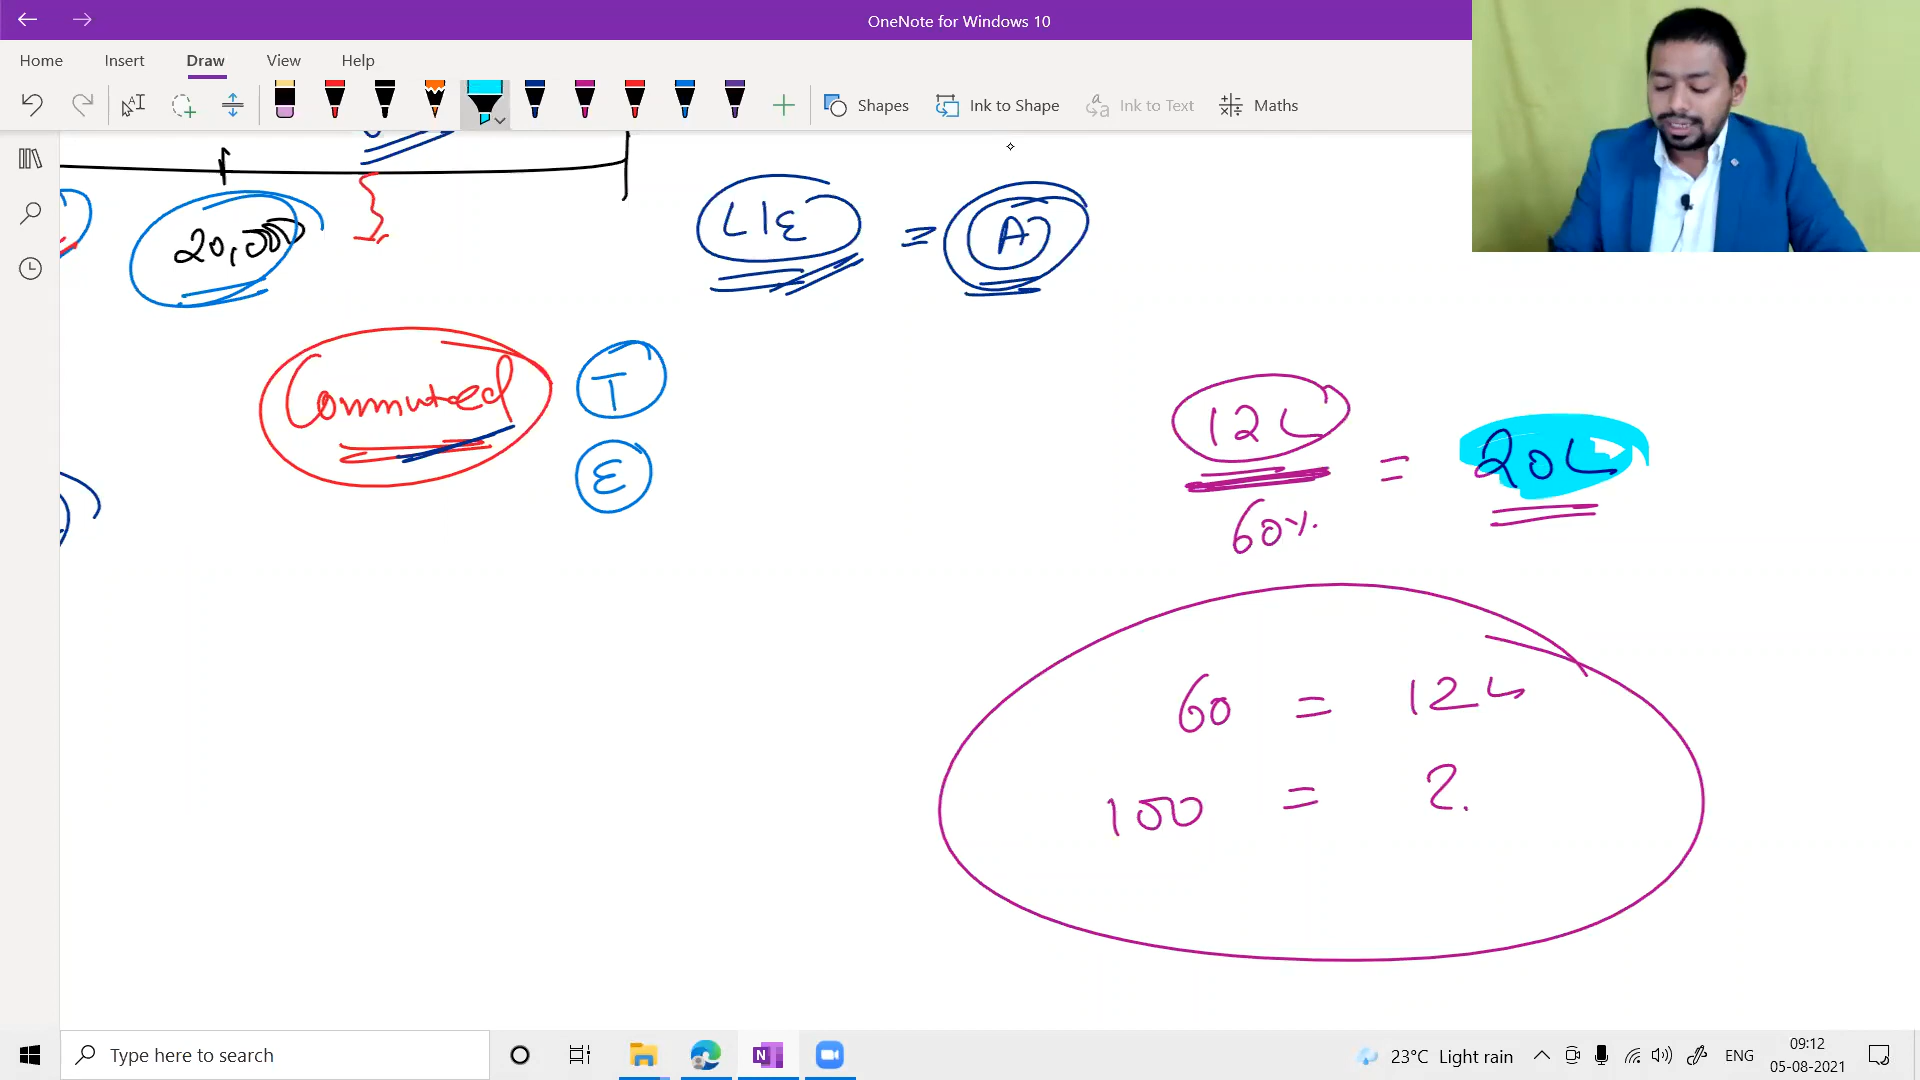 OneNote for Windows 10
Home Insert Draw View Help
Shapes Ink to Shape Ink to Text Maths
20,000
LIE = A
Commuted T
E
12L = 20L
60%
60 = 12L
100 = 2.
Type here to search
23°C Light rain ENG 09:12
05-08-2021